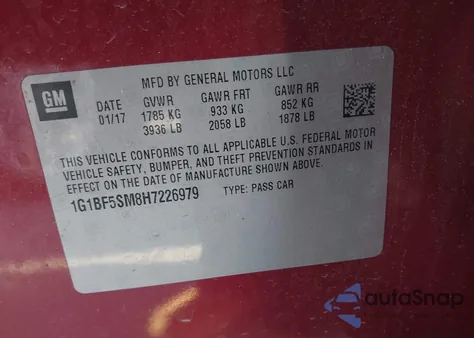 GM
MFD BY GENERAL MOTORS LLC
DATE GVWR GAWR FRT GAWR RR
01/17 1785 KG 933 KG 852 KG
3936 LB 2058 LB 1878 LB
THIS VEHICLE CONFORMS TO ALL APPLICABLE U.S. FEDERAL MOTOR
VEHICLE SAFETY, BUMPER, AND THEFT PREVENTION STANDARDS IN
EFFECT ON THE DATE OF MANUFACTURE SHOWN ABOVE.
1G1BF5SM8H7226979 TYPE: PASS CAR
autoSnap